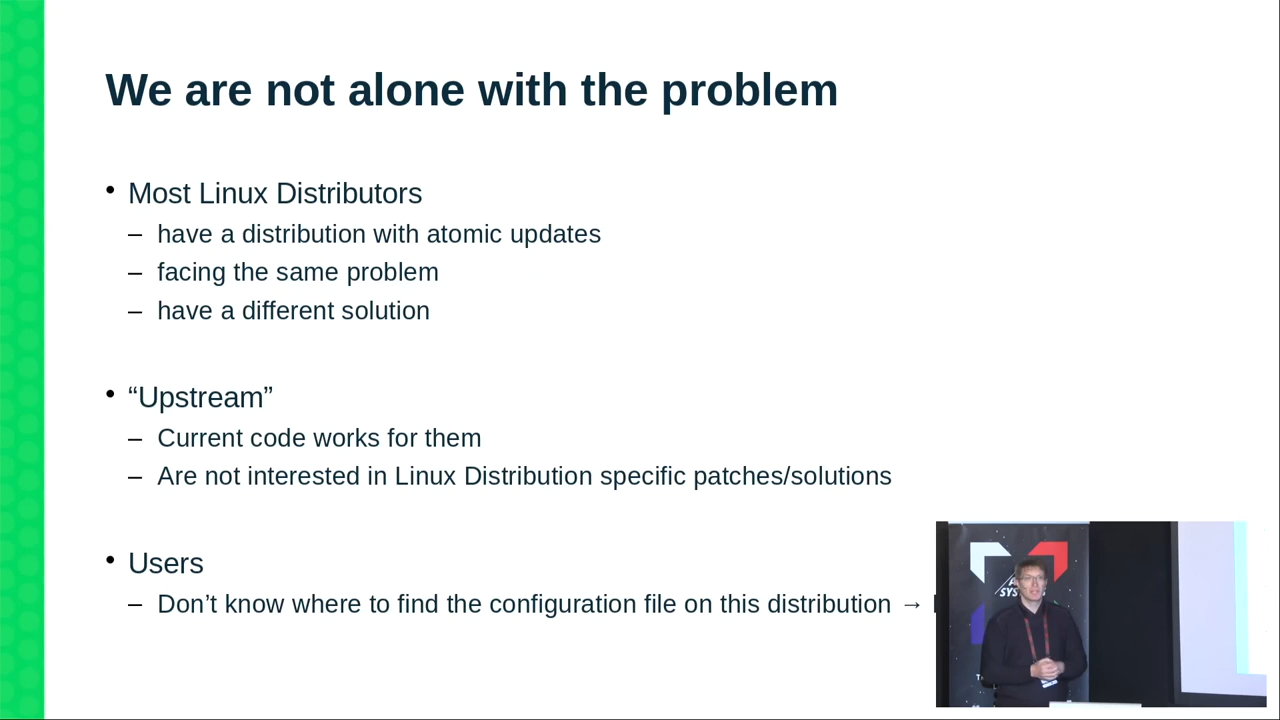 We are not alone with the problem
• Most Linux Distributors
– have a distribution with atomic updates
– facing the same problem
– have a different solution
• “Upstream”
– Current code works for them
– Are not interested in Linux Distribution specific patches/solutions
• Users
– Don’t know where to find the configuration file on this distribution →